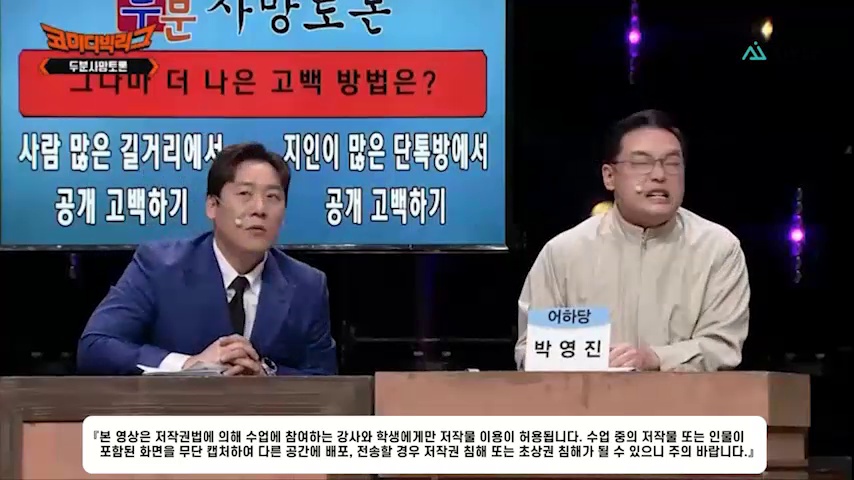 코미디빅리그
두분사망토론
두분 사망토론
그나마 더 나은 고백 방법은?
사람 많은 길거리에서
공개 고백하기
지인이 많은 단톡방에서
공개 고백하기
어하당
박영진
『본 영상은 저작권법에 의해 수업에 참여하는 강사와 학생에게만 저작물 이용이 허용됩니다. 수업 중의 저작물 또는 인물이
포함된 화면을 무단 캡처하여 다른 공간에 배포, 전송할 경우 저작권 침해 또는 초상권 침해가 될 수 있으니 주의 바랍니다.』